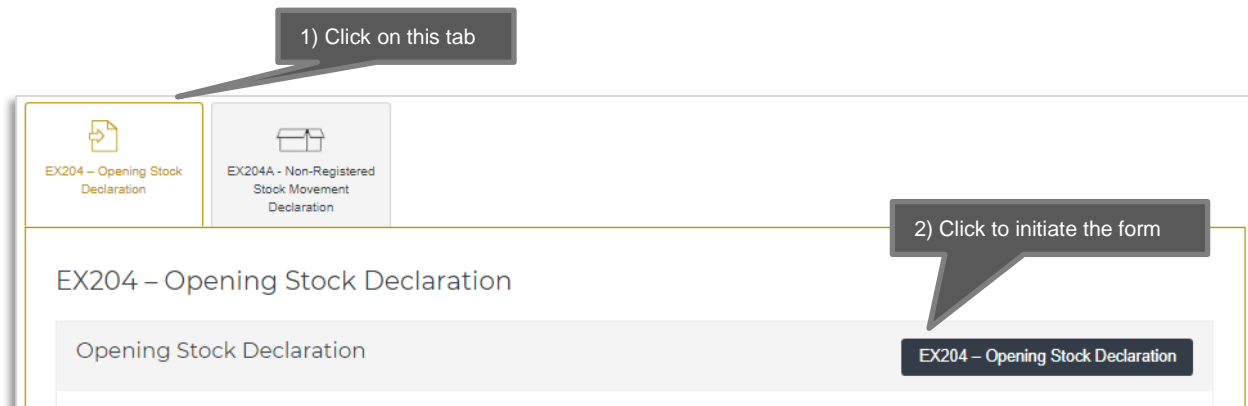 1) Click on this tab
EX204 – Opening Stock
Declaration
EX204A - Non-Registered
Stock Movement
Declaration
2) Click to initiate the form
EX204 – Opening Stock Declaration
Opening Stock Declaration
EX204 – Opening Stock Declaration